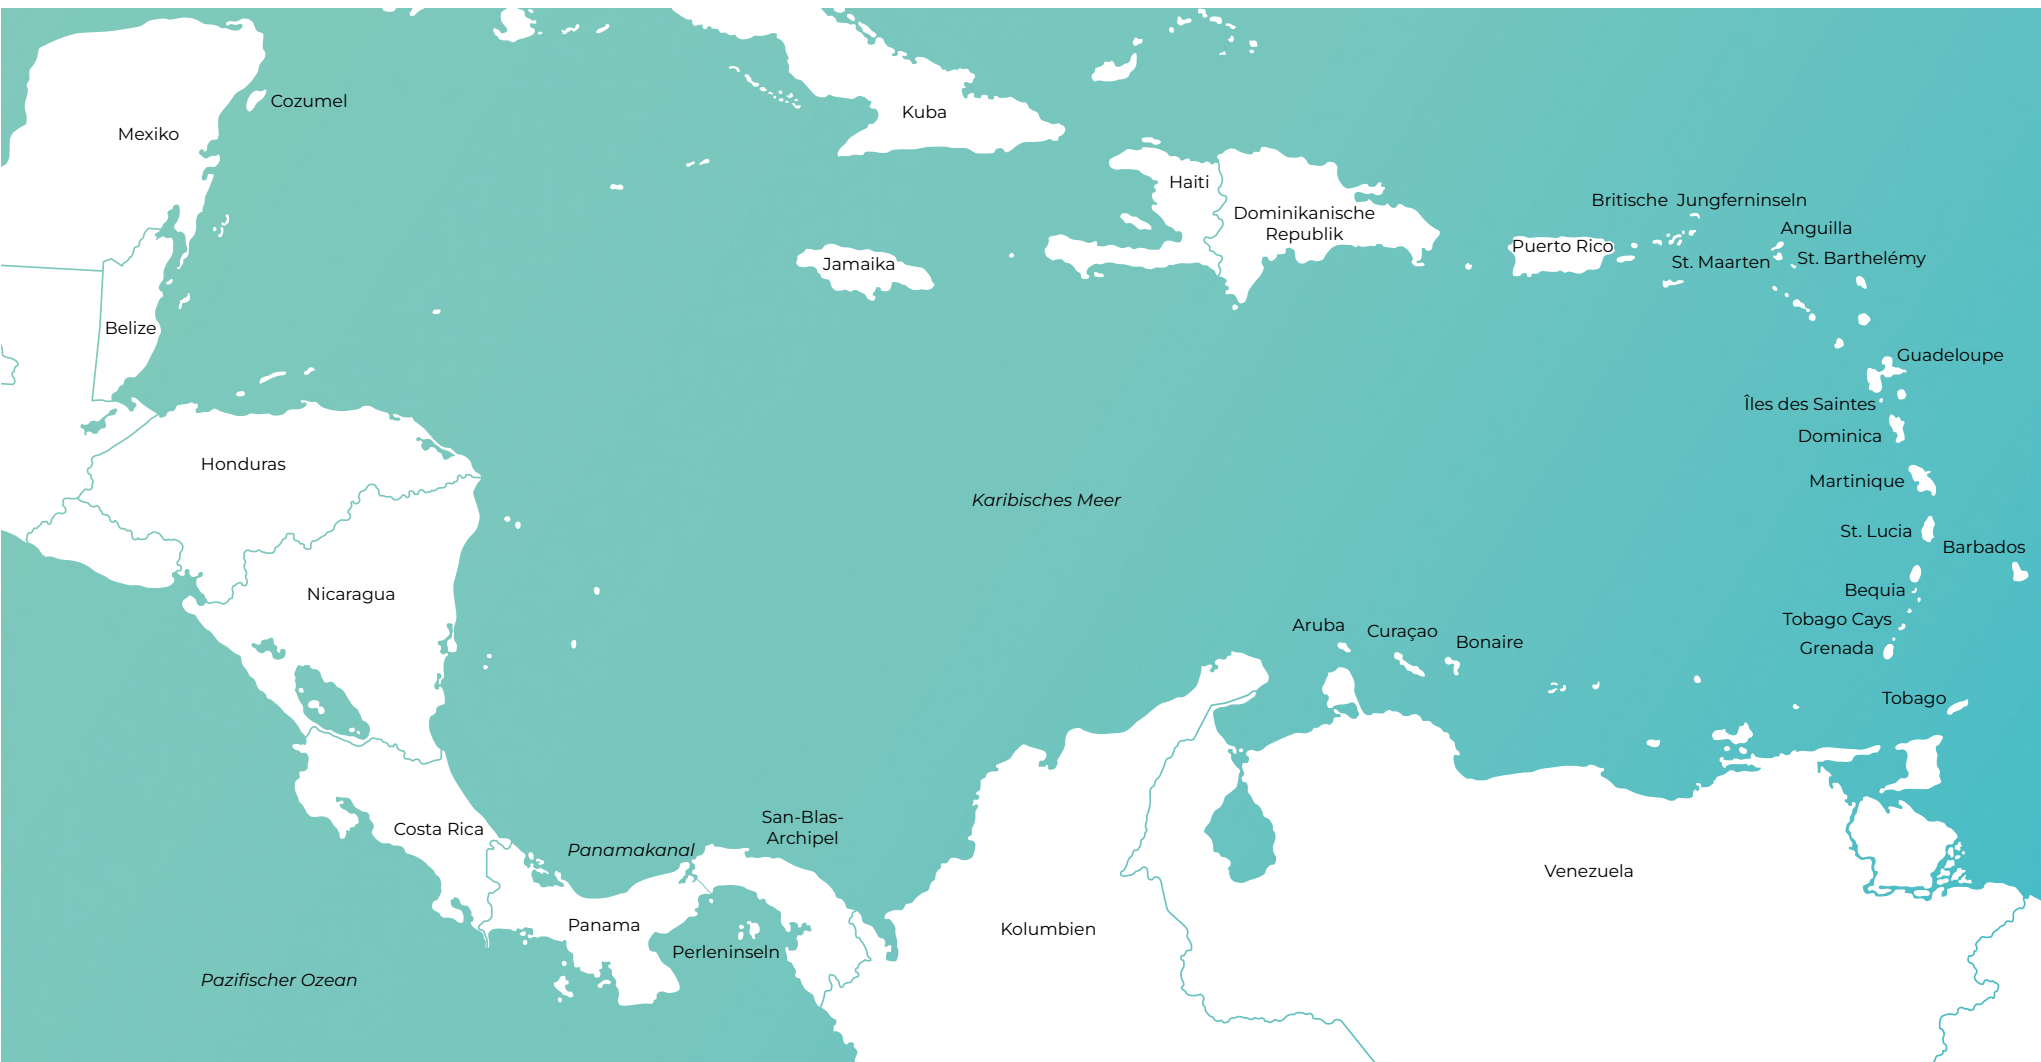 Cozumel
Kuba
Mexiko
Haiti
Britische Jungferninseln
Dominikanische
Republik
Anguilla
Puerto Rico
St. Maarten
St. Barthelémy
Jamaika
Belize
Guadeloupe
Îles des Saintes
Dominica
Honduras
Martinique
Karibisches Meer
St. Lucia
Barbados
Nicaragua
Bequia
Tobago Cays
Aruba
Curaçao
Bonaire
Grenada
Tobago
San-Blas-
Archipel
Costa Rica
Panamakanal
Venezuela
Panama
Kolumbien
Perleninseln
Pazifischer Ozean